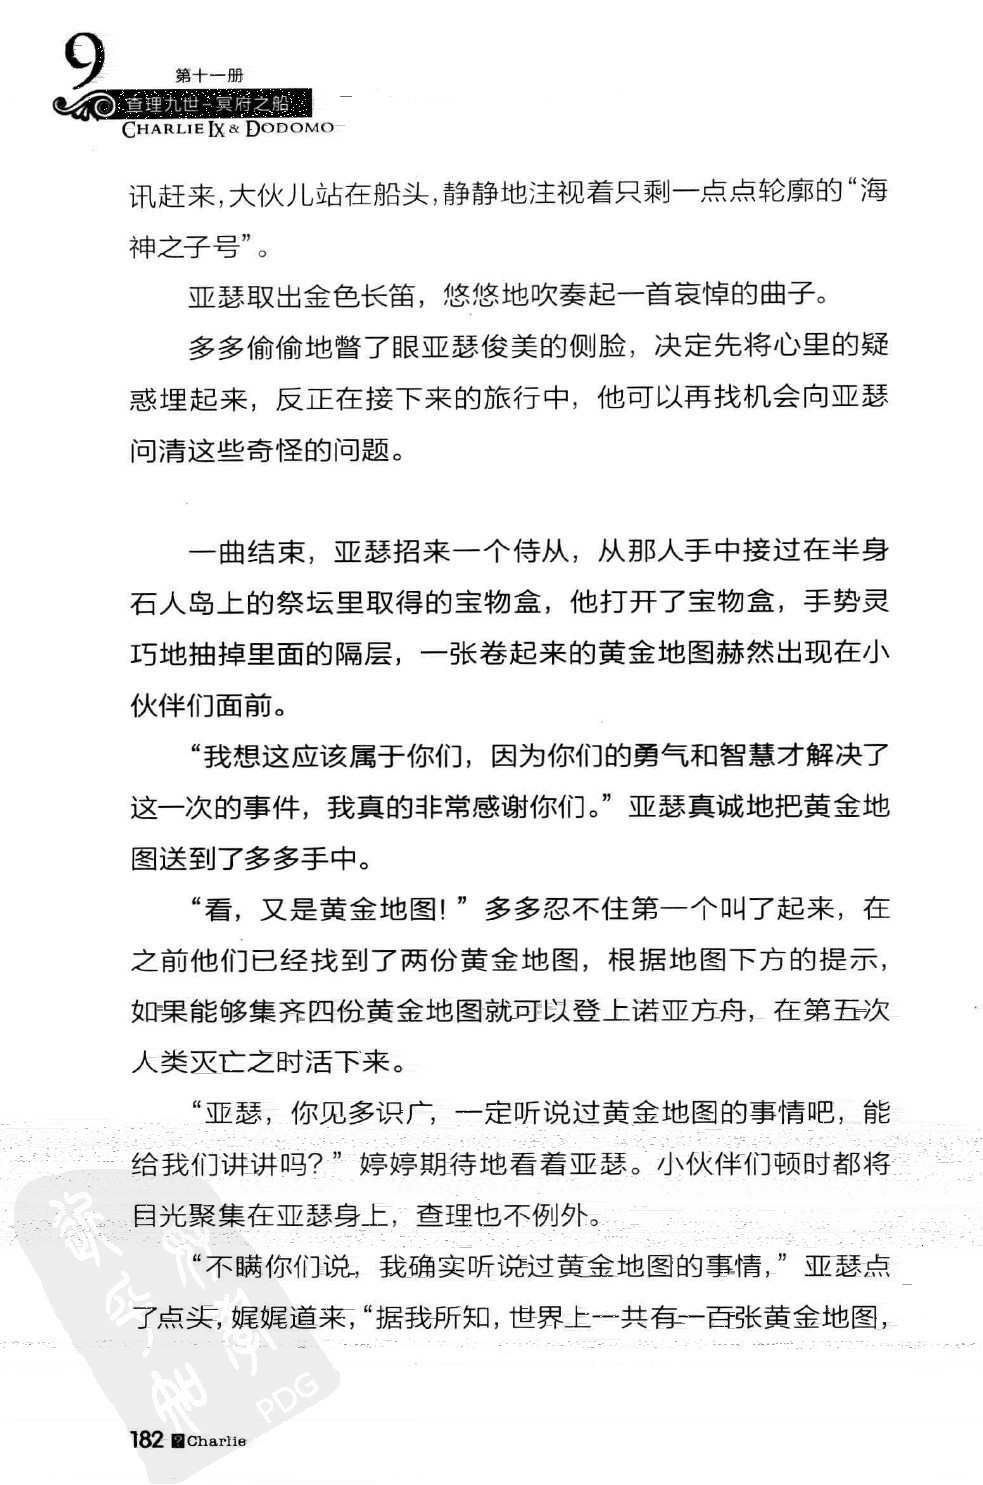 9
第十一册
查理九世-冥府之船
CHARLIE IX & DODOMO
讯赶来,大伙儿站在船头,静静地注视着只剩一点点轮廓的“海
神之子号”。
亚瑟取出金色长笛，悠悠地吹奏起一首哀悼的曲子。
多多偷偷地瞥了眼亚瑟俊美的侧脸，决定先将心里的疑
惑埋起来，反正在接下来的旅行中，他可以再找机会向亚瑟
问清这些奇怪的问题。
一曲结束，亚瑟招来一个侍从，从那人手中接过在半身
石人岛上的祭坛里取得的宝物盒，他打开了宝物盒，手势灵
巧地抽掉里面的隔层，一张卷起来的黄金地图赫然出现在小
伙伴们面前。
“我想这应该属于你们，因为你们的勇气和智慧才解决了
这一次的事件，我真的非常感谢你们。”亚瑟真诚地把黄金地
图送到了多多手中。
“看，又是黄金地图！”多多忍不住第一个叫了起来，在
之前他们已经找到了两份黄金地图，根据地图下方的提示，
如果能够集齐四份黄金地图就可以登上诺亚方舟，在第五次
人类灭亡之时活下来。
“亚瑟，你见多识广，一定听说过黄金地图的事情吧，能
给我们讲讲吗？”婷婷期待地看着亚瑟。小伙伴们顿时都将
目光聚集在亚瑟身上，查理也不例外。
“不瞒你们说，我确实听说过黄金地图的事情，”亚瑟点
了点头,娓娓道来,“据我所知,世界上一共有一百张黄金地图，
PDG
182 ? Charlie